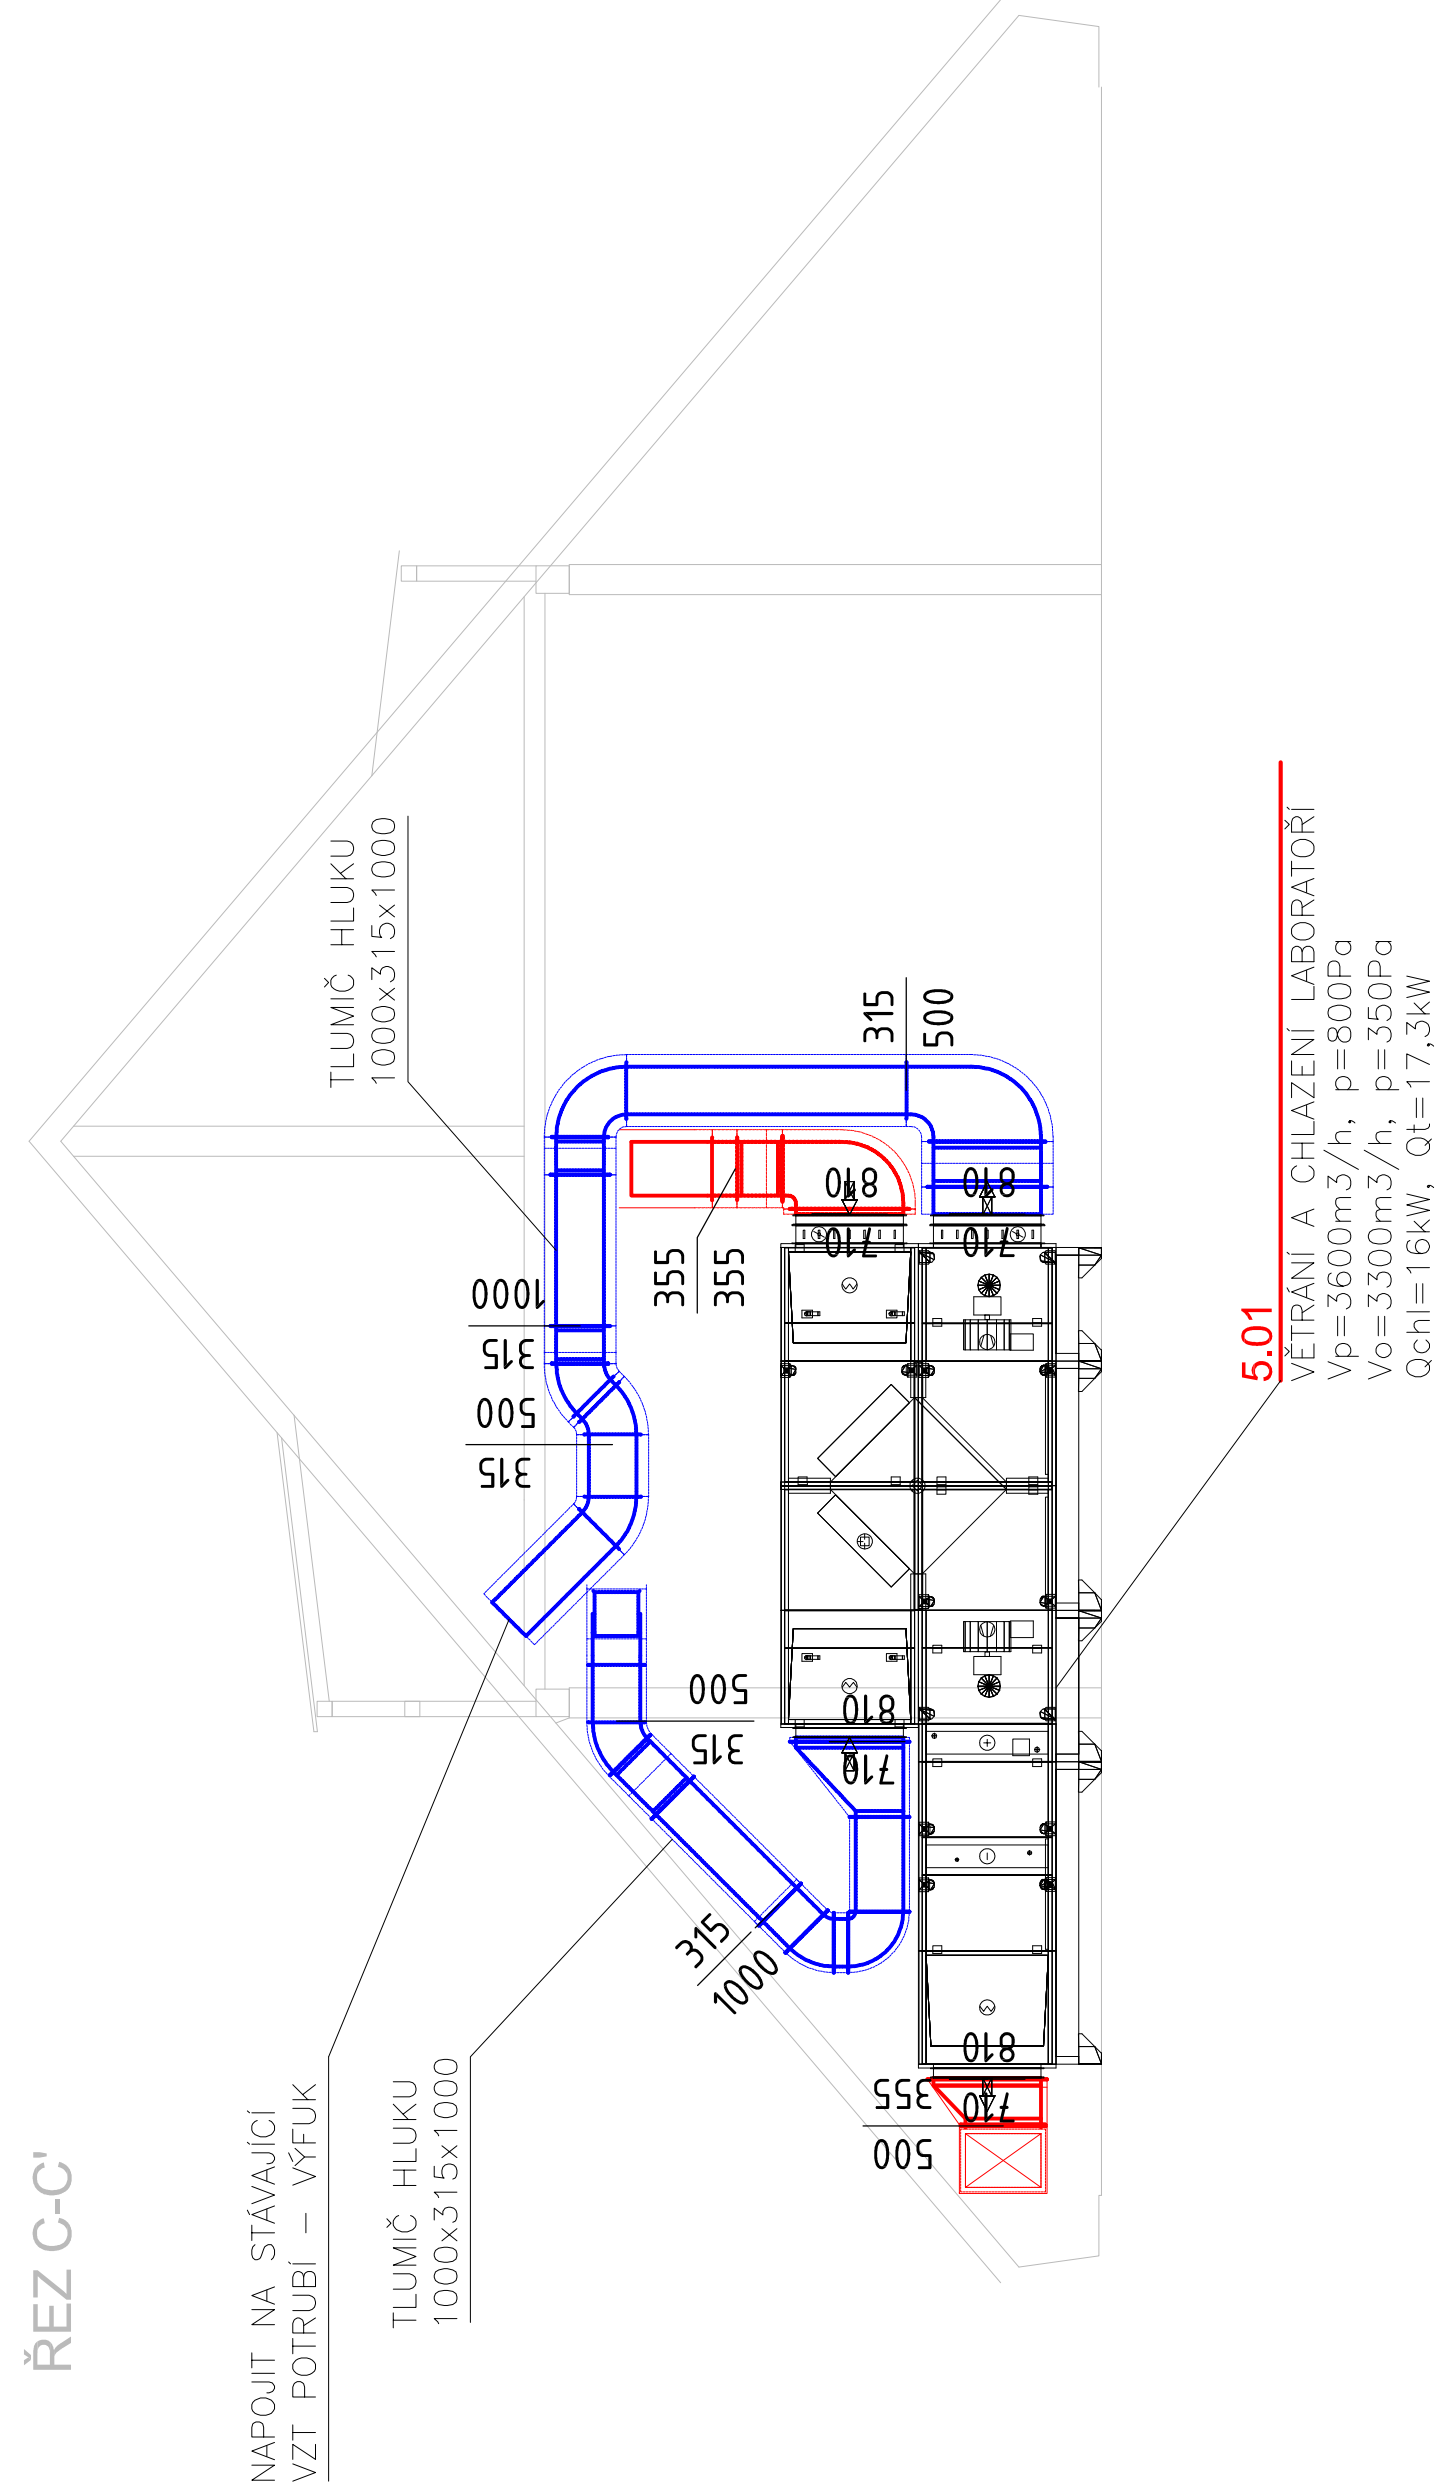 ŘEZ C-C'
NAPOJIT NA STÁVAJÍCÍ
VZT POTRUBÍ – VÝFUK
TLUMIČ HLUKU
1000x315x1000
TLUMIČ HLUKU
1000x315x1000
315
500
315
1000
500
315
315
1000
355
355
315
500
810
710
810
710
810
710
810
710
355
500
5.01
VĚTRÁNÍ A CHLAZENÍ LABORATOŘÍ
Vp=3600m3/h, p=800Pa
Vo=3300m3/h, p=350Pa
Qchl=16kW, Qt=17,3kW